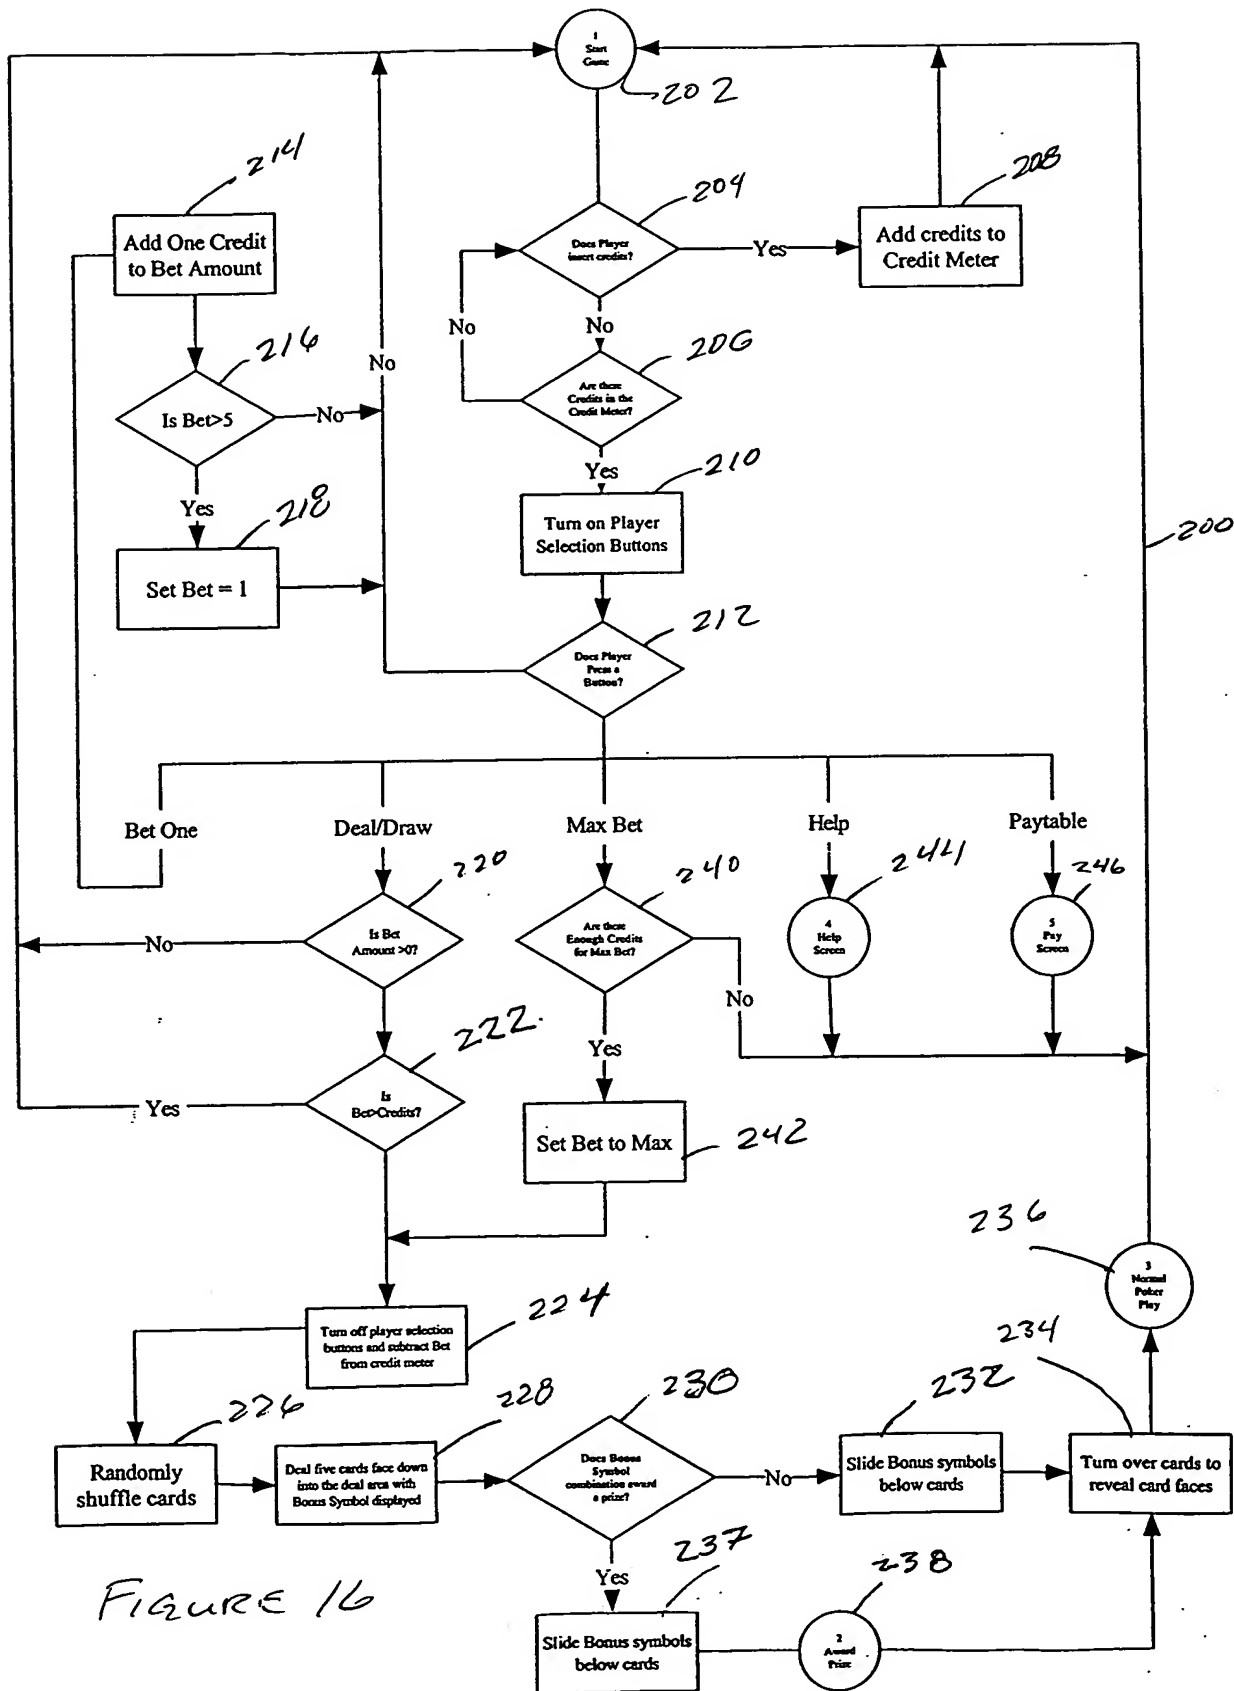 1
Start
Game
202
214
204
208
Add One Credit
to Bet Amount
Does Player
insert credits?
Yes
Add credits to
Credit Meter
No
No
No
216
206
Is Bet>5
No
Are there
Credits in the
Credit Meter?
Yes
Yes
210
218
Turn on Player
Selection Buttons
200
Set Bet = 1
212
Does Player
Press a
Button?
Bet One
Deal/Draw
Max Bet
Help
Paytable
220
240
244
246
No
Is Bet
Amount >0?
Are there
Enough Credits
for Max Bet?
4
Help
Screen
5
Pay
Screen
No
222
Yes
Yes
Is
Bet>Credits?
Set Bet to Max
242
236
3
Normal
Poker
Play
224
Turn off player selection
buttons and subtract Bet
from credit meter
234
226
228
230
232
Randomly
shuffle cards
Deal five cards face down
into the deal area with
Bonus Symbol displayed
Does Bonus
Symbol
combination award
a prize?
No
Slide Bonus symbols
below cards
Turn over cards to
reveal card faces
Yes
237
238
FIGURE 16
Slide Bonus symbols
below cards
2
Award
Prize